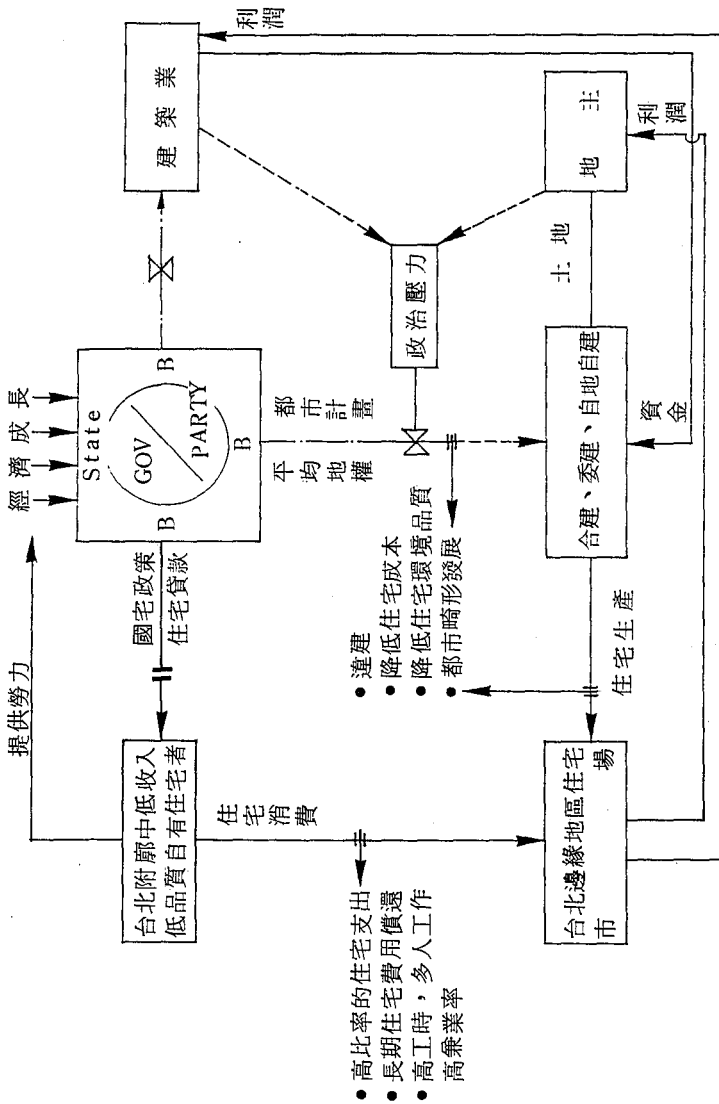 經濟成長
提供勞力
State
GOV
PARTY
B
B
B
建築業
利潤
國宅政策
住宅貸款
都市計畫
平均地權
政治壓力
台北附廓中低收入
低品質自有住宅者
住宅消費
• 高比率的住宅支出
• 長期住宅費用償還
• 高工時，多人工作
高兼業率
• 違建
• 降低住宅成本
• 降低住宅環境品質
• 都市畸形發展
地主
利潤
土地
合建、委建、自地自建
資金
住宅生產
台北邊緣地區住宅
市場